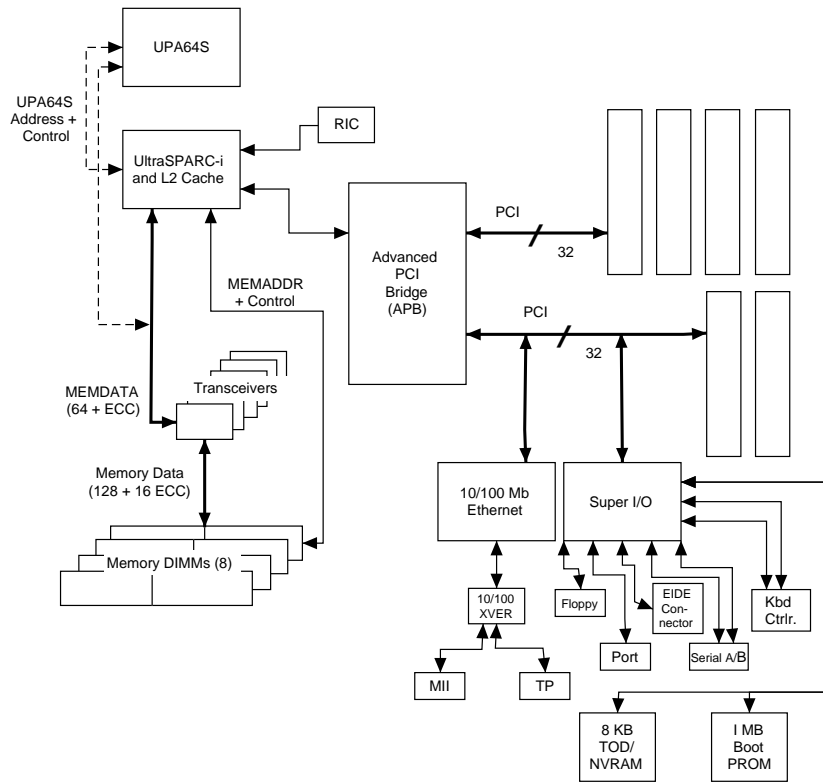 UPA64S
UPA64S
Address +
Control
RIC
UltraSPARC-i
and L2 Cache
PCI
32
Advanced
PCI
Bridge
(APB)
MEMADDR
+ Control
PCI
32
Transceivers
MEMDATA
(64 + ECC)
Memory Data
(128 + 16 ECC)
10/100 Mb
Ethernet
Super I/O
Memory DIMMs (8)
10/100
XVER
Floppy
EIDE
Con-
nector
Kbd
Ctrlr.
Port
Serial A/B
MII
TP
8 KB
TOD/
NVRAM
I MB
Boot
PROM